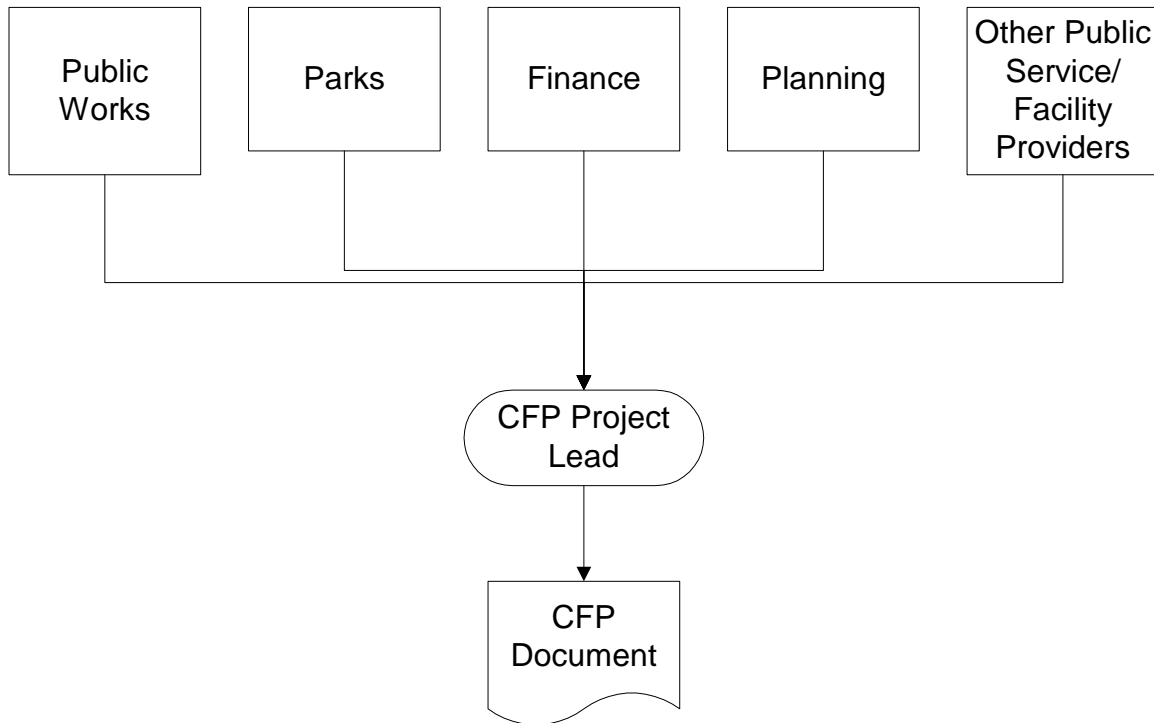 Public
Works
Parks
Finance
Planning
Other Public
Service/
Facility
Providers
CFP Project
Lead
CFP
Document